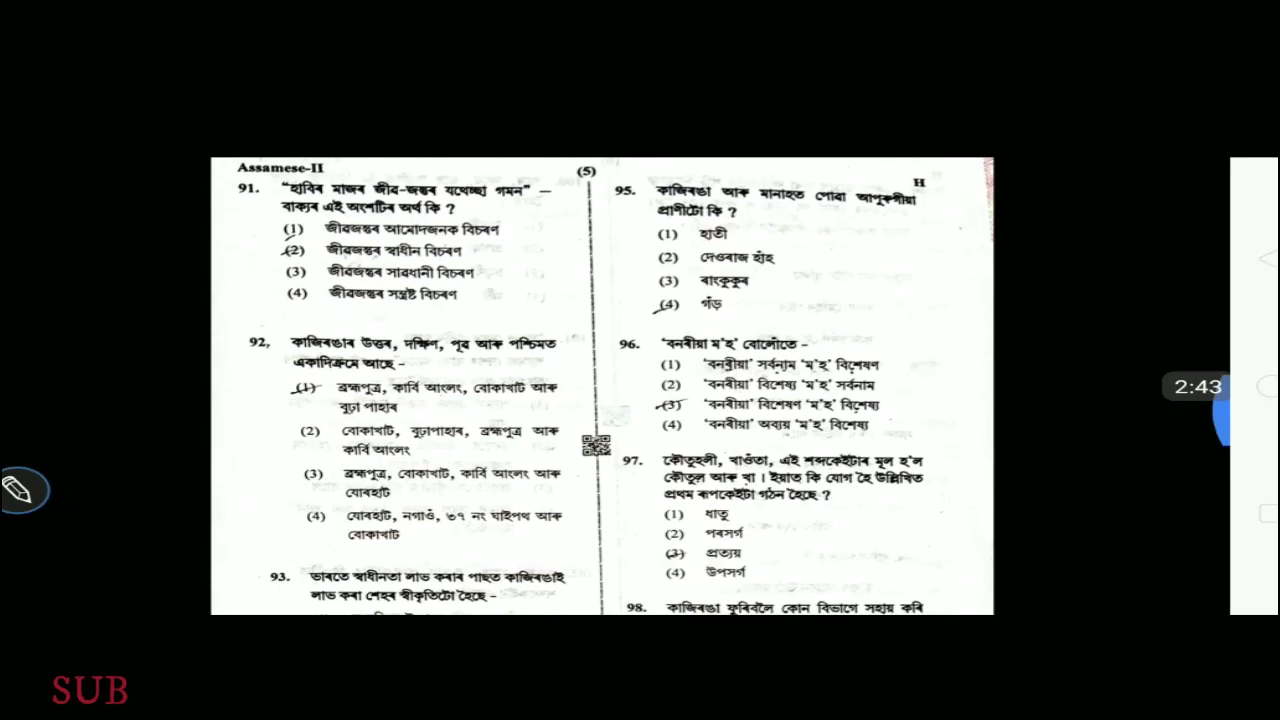 Assamese-II
(5)
H
91. "হাবিৰ মাজৰ জীৱ-জন্তুৰ যথেচ্ছা গমন" –
বাক্যৰ এই অংশটিৰ অৰ্থ কি ?
(1) জীৱজন্তুৰ আমোদজনক বিচৰণ
(2) জীৱজন্তুৰ স্বাধীন বিচৰণ
(3) জীৱজন্তুৰ সাৱধানী বিচৰণ
(4) জীৱজন্তুৰ সন্ত্ৰস্ট বিচৰণ
92, কাজিৰঙাৰ উত্তৰ, দক্ষিণ, পূব আৰু পশ্চিমত
একাদিক্ৰমে আছে -
(1) ব্ৰহ্মপুত্ৰ, কাৰ্বি আংলং, বোকাখাট আৰু
বুঢ়া পাহাৰ
(2) বোকাখাট, বুঢ়াপাহাৰ, ব্ৰহ্মপুত্ৰ আৰু
কাৰ্বি আংলং
(3) ব্ৰহ্মপুত্ৰ, বোকাখাট, কাৰ্বি আংলং আৰু
যোৰহাট
(4) যোৰহাট, নগাওঁ, ৩৭ নং ঘাইপথ আৰু
বোকাখাট
93. ভাৰতে স্বাধীনতা লাভ কৰাৰ পাছত কাজিৰঙাই
লাভ কৰা শেহৰ স্বীকৃতিটো হৈছে -
95. কাজিৰঙা আৰু মানাহত পোৱা আপুৰুগীয়া
প্ৰাণীটো কি ?
(1) হাতী
(2) দেওৰাজ হাঁহ
(3) ৰাংকুকুৰ
(4) গঁড়
96. 'বনৰীয়া ম'হ' বোলোঁতে -
(1) 'বনৰীয়া' সৰ্বনাম 'ম'হ' বিশেষণ
(2) 'বনৰীয়া' বিশেষ্য 'ম'হ' সৰ্বনাম
(3) 'বনৰীয়া' বিশেষণ 'ম'হ' বিশেষ্য
(4) 'বনৰীয়া' অব্যয় 'ম'হ' বিশেষ্য
97. কৌতুহলী, খাওঁতা, এই শব্দকেইটাৰ মূল হ'ল
কৌতুল আৰু খা । ইয়াত কি যোগ হৈ উল্লিখিত
প্ৰথম ৰূপকেইটা গঠন হৈছে ?
(1) ধাতু
(2) পৰসৰ্গ
(3) প্ৰত্যয়
(4) উপসৰ্গ
98. কাজিৰঙা ফুৰিবলৈ কোন বিভাগে সহায় কৰি
2:43
SUB